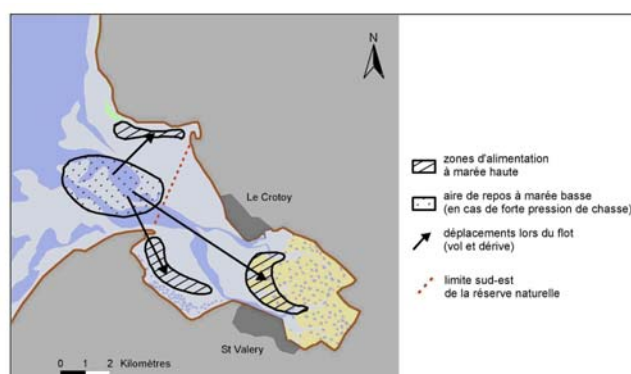 N
Le Crotoy
St Valery
0 1 2 Kilomètres
zones d'alimentation
à marée haute
aire de repos à marée basse
(en cas de forte pression de chasse)
déplacements lors du flot
(vol et dérive)
limite sud-est
de la réserve naturelle